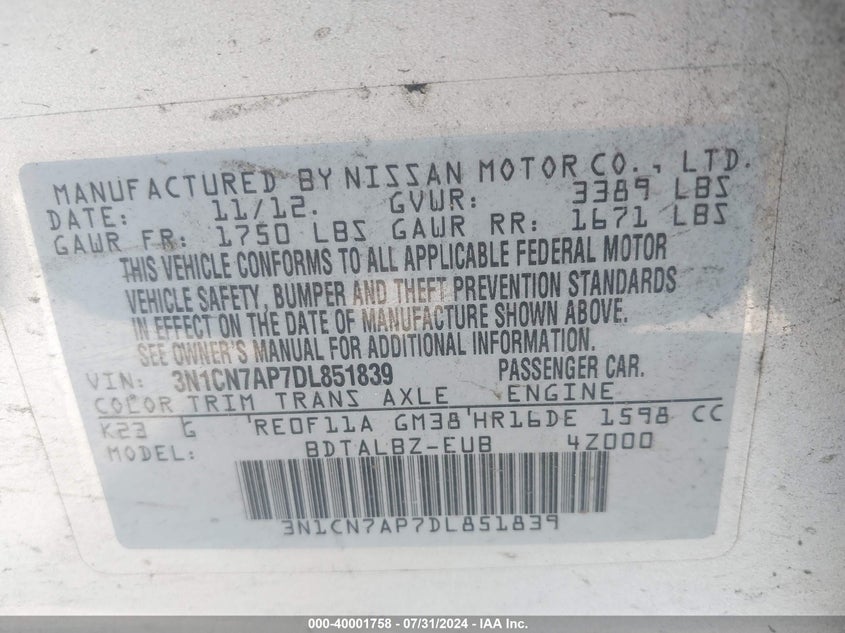 MANUFACTURED BY NISSAN MOTOR CO., LTD.
DATE: 11/12. GVWR: 3389 LBS
GAWR FR: 1750 LBS GAWR RR: 1671 LBS
THIS VEHICLE CONFORMS TO ALL APPLICABLE FEDERAL MOTOR
VEHICLE SAFETY, BUMPER AND THEFT PREVENTION STANDARDS
IN EFFECT ON THE DATE OF MANUFACTURE SHOWN ABOVE.
SEE OWNER'S MANUAL FOR ADDITIONAL INFORMATION.
VIN: 3N1CN7AP7DL851839 PASSENGER CAR.
COLOR TRIM TRANS AXLE ENGINE
K23 G RE0F11A GM38 HR16DE 1598 CC
MODEL: BDTALBZ-EUB 4Z000
3N1CN7AP7DL851839
000-40001758 - 07/31/2024 - IAA Inc.